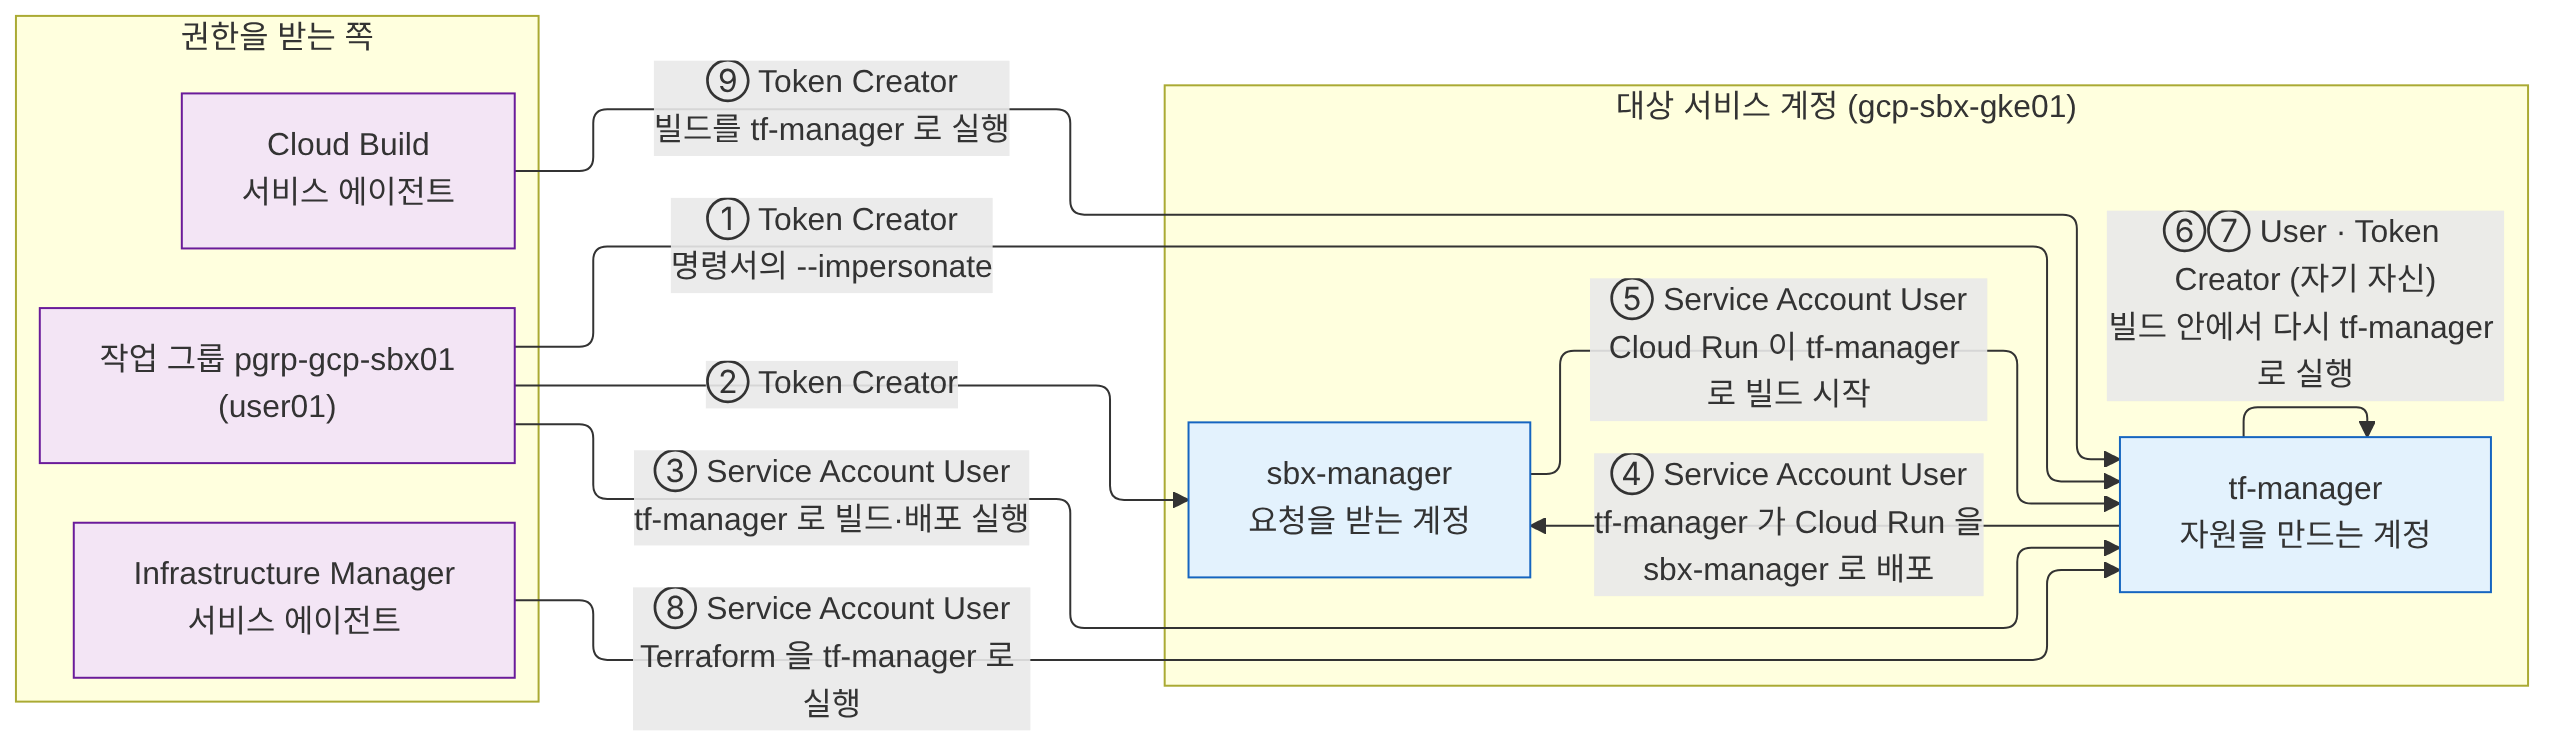 권한을 받는 쪽
Cloud Build
서비스 에이전트
작업 그룹 pgrp-gcp-sbx01
(user01)
Infrastructure Manager
서비스 에이전트
⑨ Token Creator
빌드를 tf-manager 로 실행
① Token Creator
명령서의 --impersonate
② Token Creator
③ Service Account User
tf-manager 로 빌드·배포 실행
⑧ Service Account User
Terraform 을 tf-manager 로
실행
대상 서비스 계정 (gcp-sbx-gke01)
sbx-manager
요청을 받는 계정
⑤ Service Account User
Cloud Run 이 tf-manager
로 빌드 시작
④ Service Account User
tf-manager 가 Cloud Run 을
sbx-manager 로 배포
⑥⑦ User · Token
Creator (자기 자신)
빌드 안에서 다시 tf-manager
로 실행
tf-manager
자원을 만드는 계정